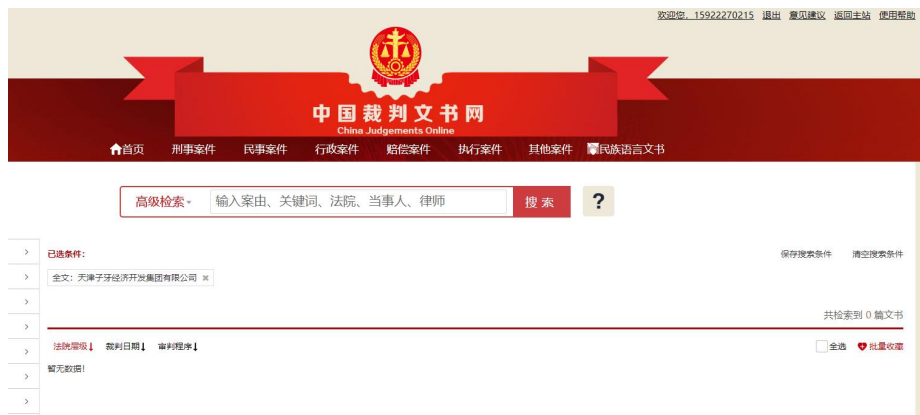 欢迎您，15922270215 退出 意见建议 返回主站 使用帮助
中国裁判文书网
China Judgements Online
首页 刑事案件 民事案件 行政案件 赔偿案件 执行案件 其他案件 民族语言文书
高级检索 输入案由、关键词、法院、当事人、律师 搜索 ?
已选条件： 保存搜索条件 清空搜索条件
全文：天津子牙经济开发集团有限公司 ×
共检索到 0 篇文书
法院层级 裁判日期 审判程序 全选 批量收藏
暂无数据!